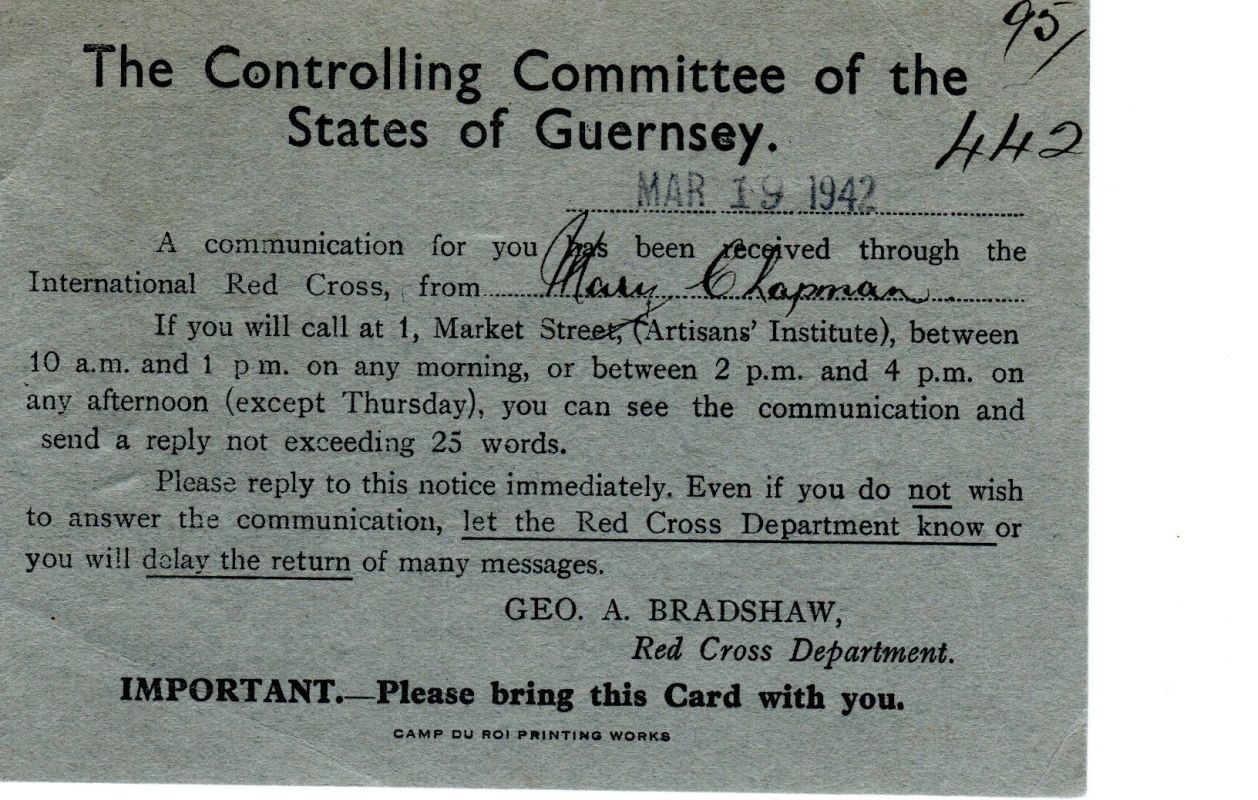 95/
The Controlling Committee of the
States of Guernsey.
442
MAR 19 1942
A communication for you has been received through the
International Red Cross, from Mary Chapman
If you will call at 1, Market Street, (Artisans' Institute), between
10 a.m. and 1 p m. on any morning, or between 2 p.m. and 4 p.m. on
any afternoon (except Thursday), you can see the communication and
send a reply not exceeding 25 words.
Please reply to this notice immediately. Even if you do not wish
to answer the communication, let the Red Cross Department know or
you will delay the return of many messages.
GEO. A. BRADSHAW,
Red Cross Department.
IMPORTANT.—Please bring this Card with you.
CAMP DU ROI PRINTING WORKS